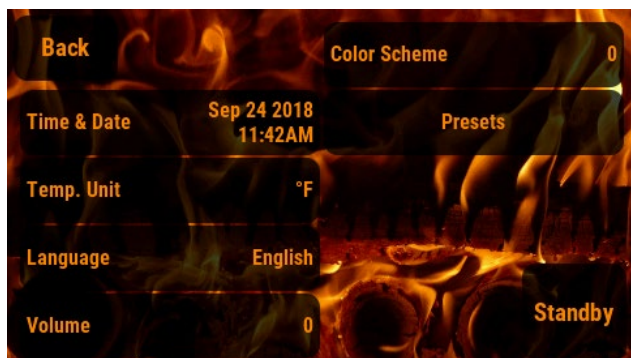 Back
Time & Date
Sep 24 2018
11:42AM
Temp. Unit
°F
Language
English
Volume
0
Color Scheme
0
Presets
Standby